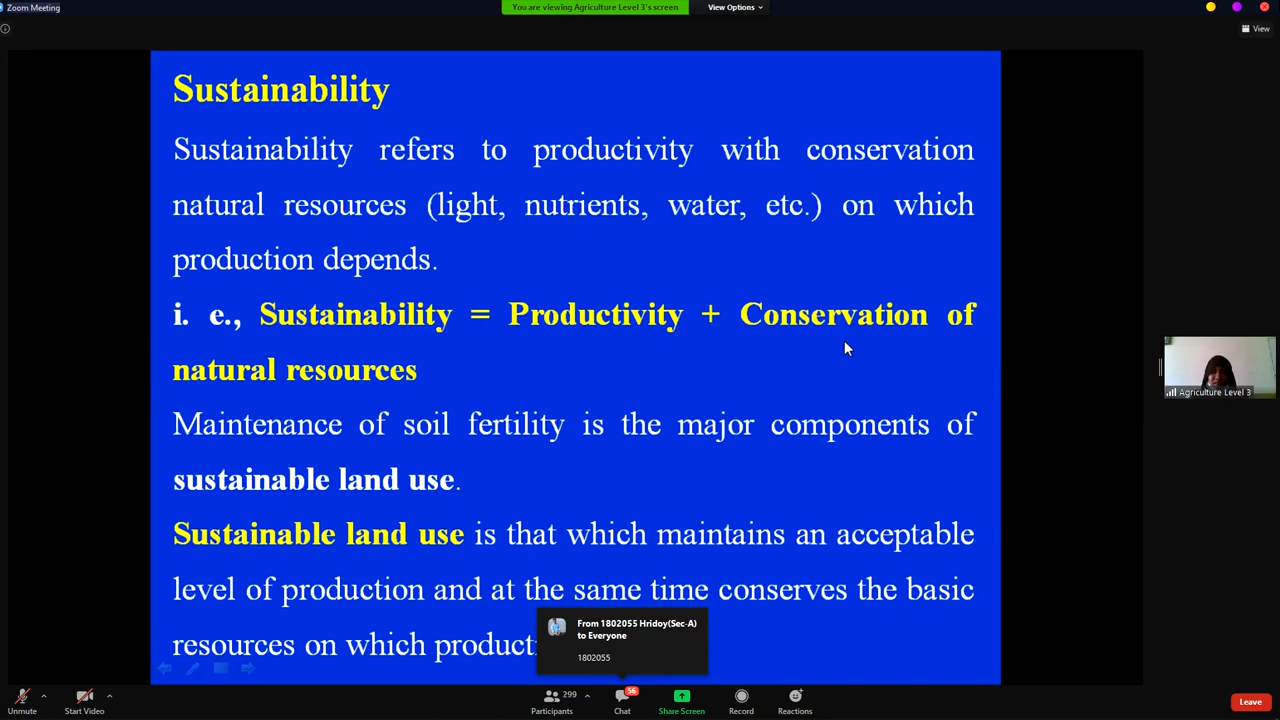 Zoom Meeting
You are viewing Agriculture Level 3's screen
View Options
View
Sustainability
Sustainability refers to productivity with conservation
natural resources (light, nutrients, water, etc.) on which
production depends.
i. e., Sustainability = Productivity + Conservation of
natural resources
Maintenance of soil fertility is the major components of
sustainable land use.
Sustainable land use is that which maintains an acceptable
level of production and at the same time conserves the basic
resources on which
From 1802055 Hridoy(Sec-A)
to Everyone
1802055
Agriculture Level 3
Unmute
Start Video
299
Participants
56
Chat
Share Screen
Record
Reactions
Leave